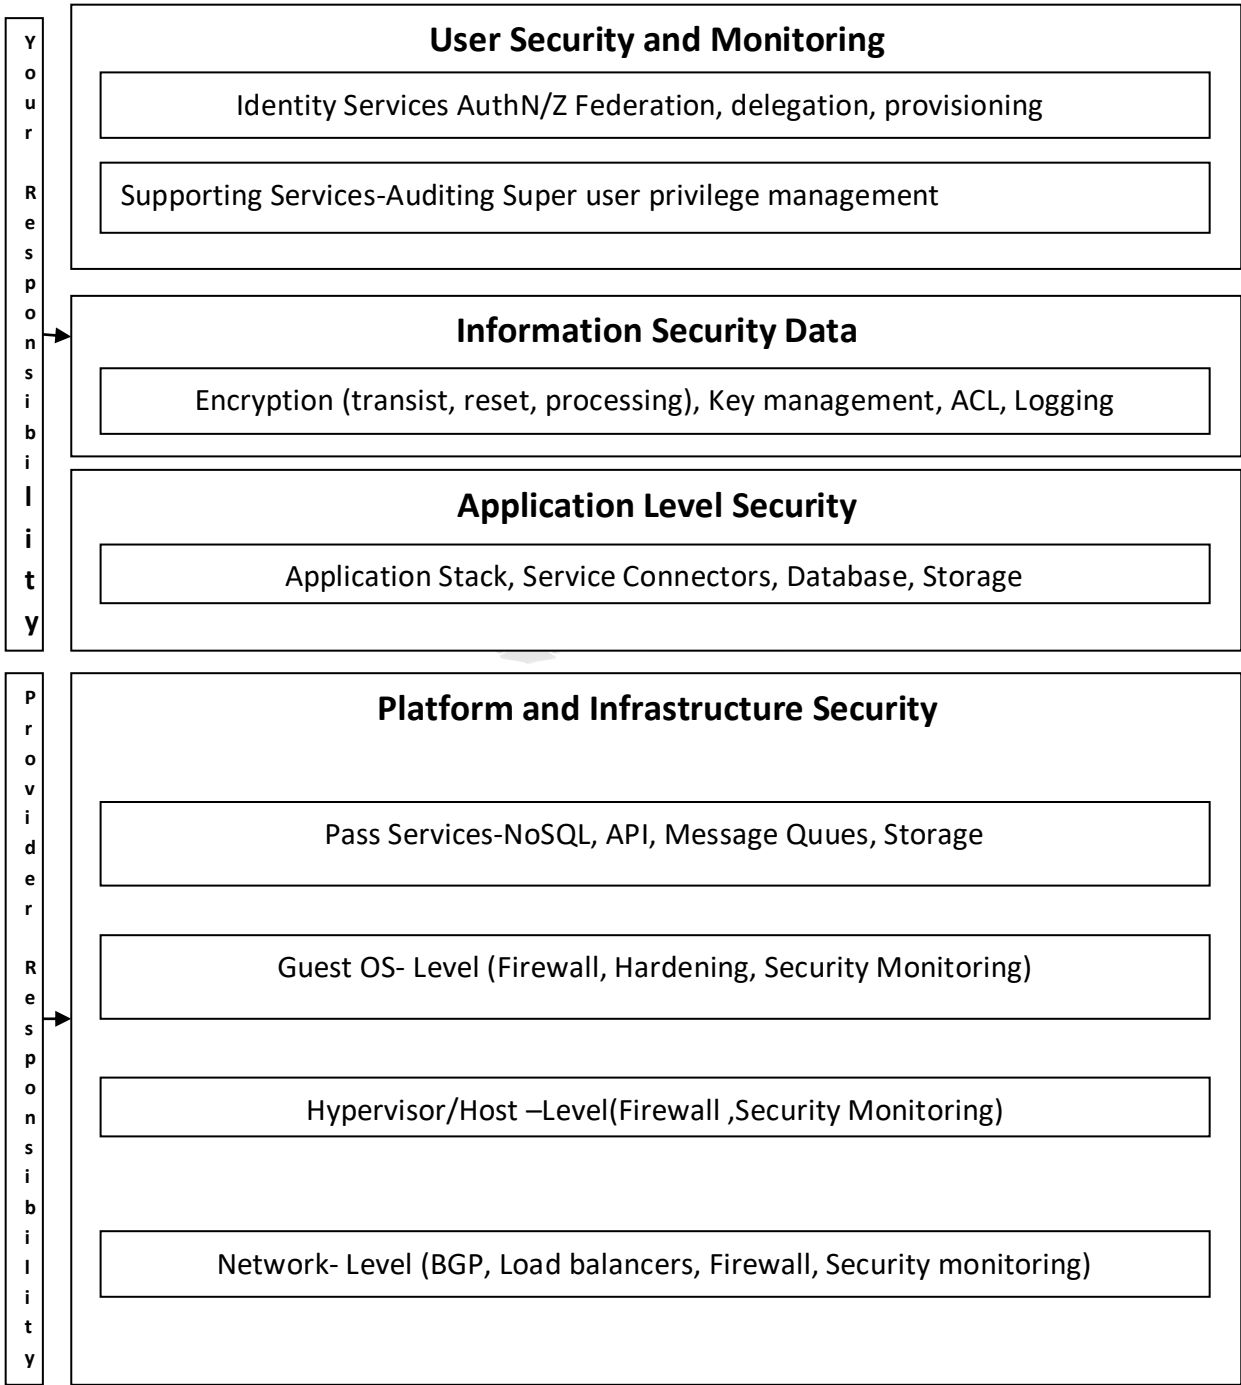 Your Responsibility
User Security and Monitoring
Identity Services AuthN/Z Federation, delegation, provisioning
Supporting Services-Auditing Super user privilege management
Information Security Data
Encryption (transist, reset, processing), Key management, ACL, Logging
Application Level Security
Application Stack, Service Connectors, Database, Storage
Provider Responsibility
Platform and Infrastructure Security
Pass Services-NoSQL, API, Message Quues, Storage
Guest OS- Level (Firewall, Hardening, Security Monitoring)
Hypervisor/Host –Level(Firewall ,Security Monitoring)
Network- Level (BGP, Load balancers, Firewall, Security monitoring)